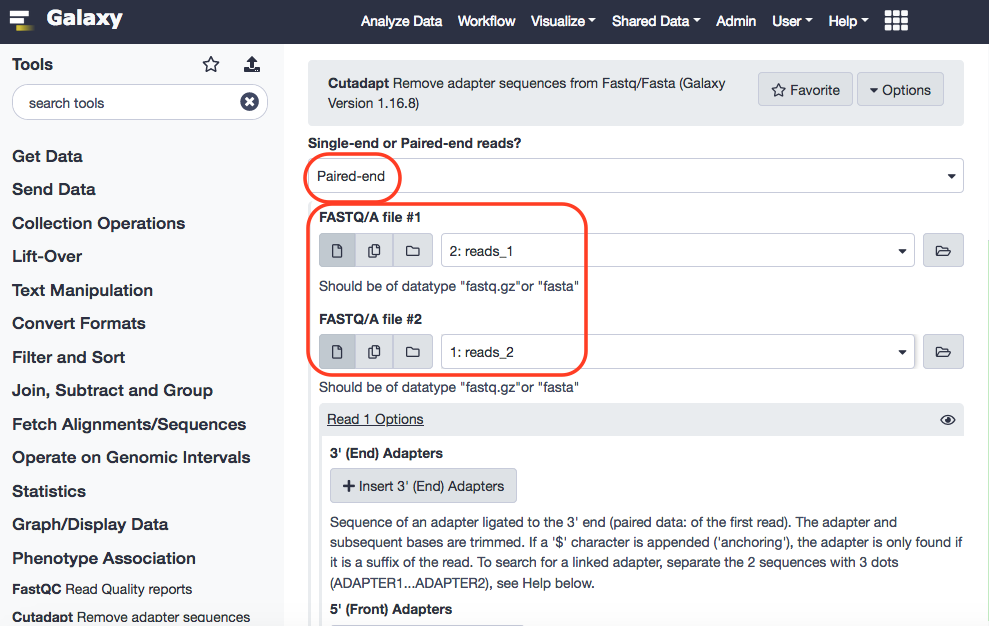 Galaxy
Analyze Data Workflow Visualize Shared Data Admin User Help
Tools
search tools
Get Data
Send Data
Collection Operations
Lift-Over
Text Manipulation
Convert Formats
Filter and Sort
Join, Subtract and Group
Fetch Alignments/Sequences
Operate on Genomic Intervals
Statistics
Graph/Display Data
Phenotype Association
FastQC Read Quality reports
Cutadapt Remove adapter sequences
Cutadapt Remove adapter sequences from Fastq/Fasta (Galaxy
Version 1.16.8)
Favorite
Options
Single-end or Paired-end reads?
Paired-end
FASTQ/A file #1
2: reads_1
Should be of datatype "fastq.gz"or "fasta"
FASTQ/A file #2
1: reads_2
Should be of datatype "fastq.gz"or "fasta"
Read 1 Options
3' (End) Adapters
Insert 3' (End) Adapters
Sequence of an adapter ligated to the 3' end (paired data: of the first read). The adapter and
subsequent bases are trimmed. If a '$' character is appended ('anchoring'), the adapter is only found if
it is a suffix of the read. To search for a linked adapter, separate the 2 sequences with 3 dots
(ADAPTER1...ADAPTER2), see Help below.
5' (Front) Adapters